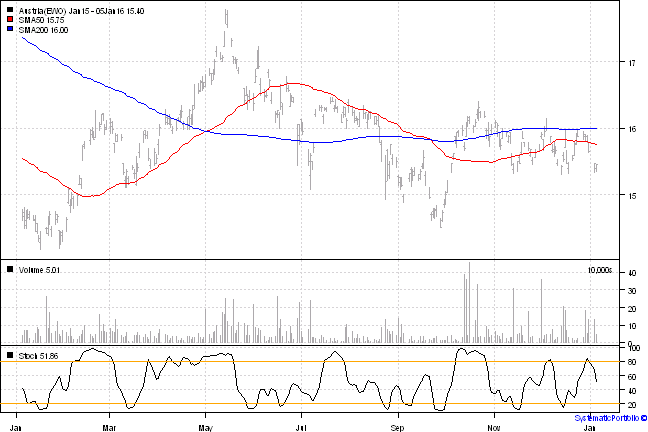 Austria(EWO) Jan15 - 05Jan16 15.40
SMA50 15.75
SMA200 16.00
17
16
15
Volume 5.01
10,000s
40
30
20
10
0
Stoch 51.86
100
80
60
40
20
Jan Mar May Jul Sep Nov Jan
SystematicPortfolio ©